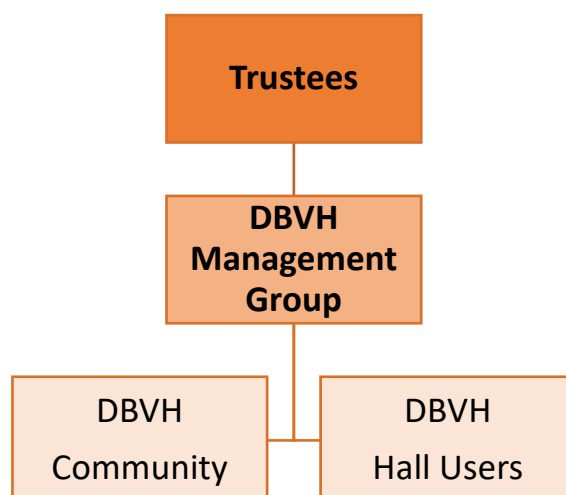 Trustees
DBVH
Management
Group
DBVH
Community
DBVH
Hall Users